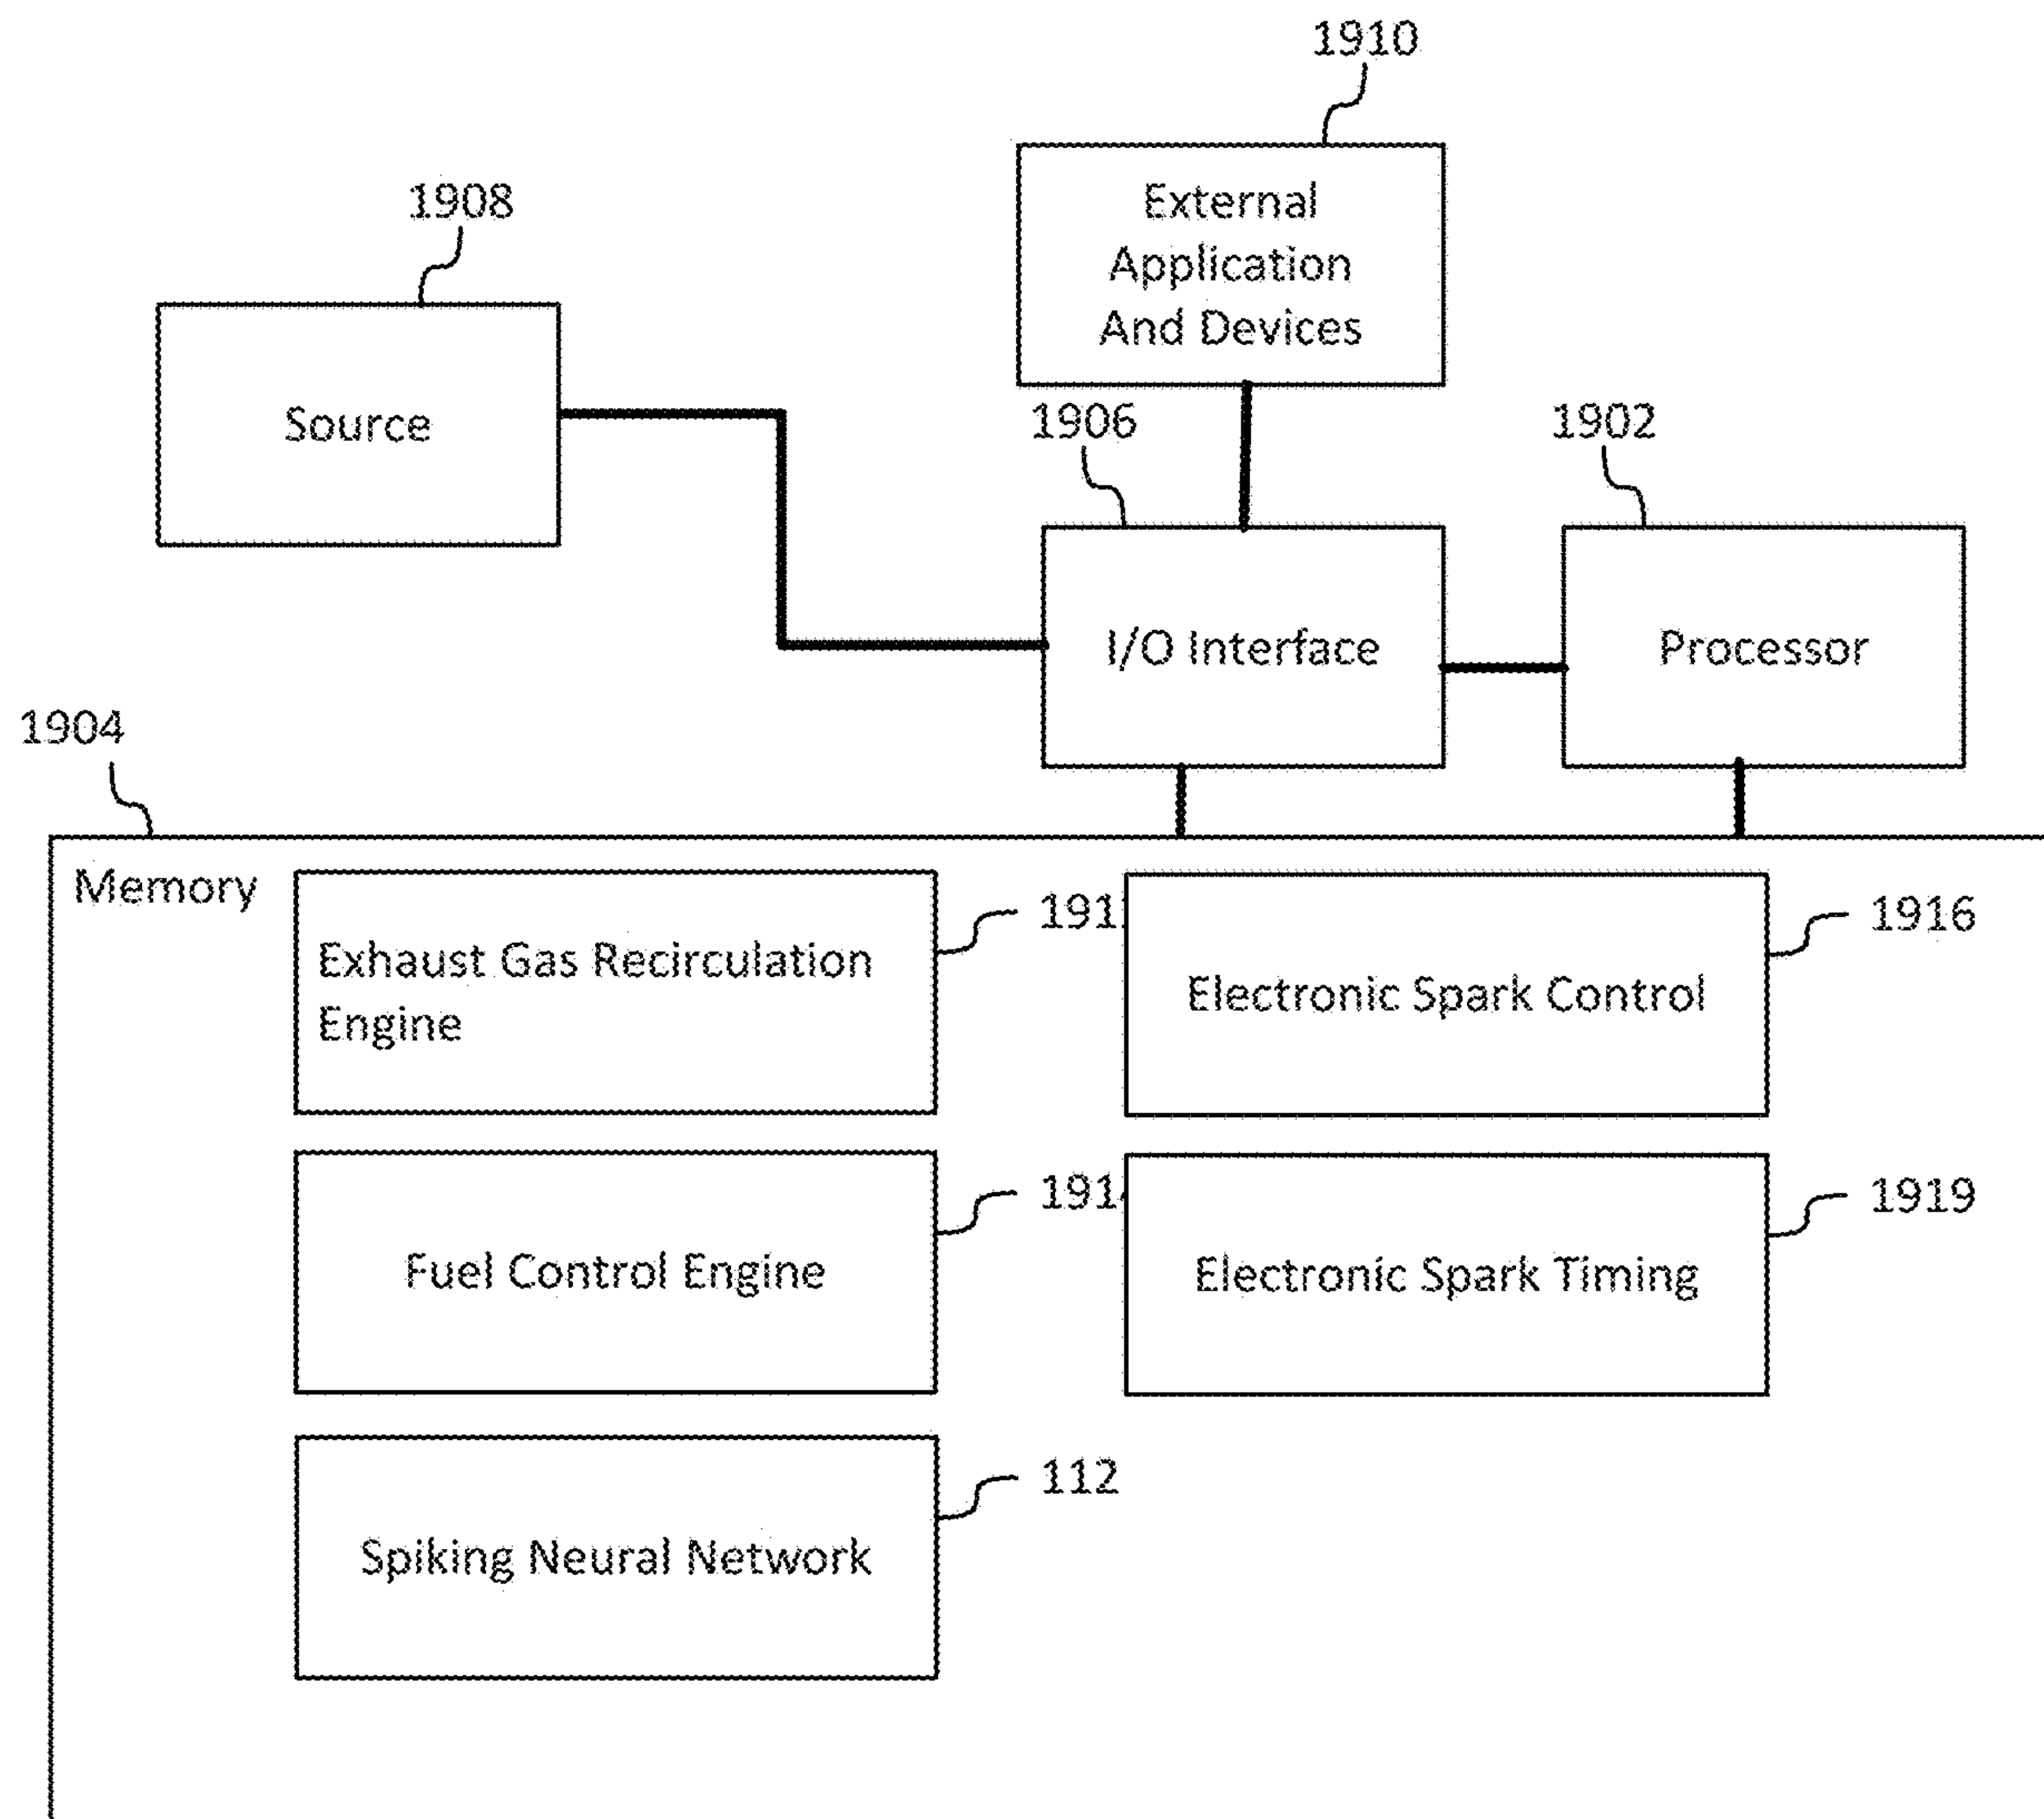 1910
External
Application
And Devices
1908
Source
1906
I/O Interface
1902
Processor
1904
Memory
Exhaust Gas Recirculation
Engine
Electronic Spark Control
1916
Fuel Control Engine
Electronic Spark Timing
1919
Spiking Neural Network
112